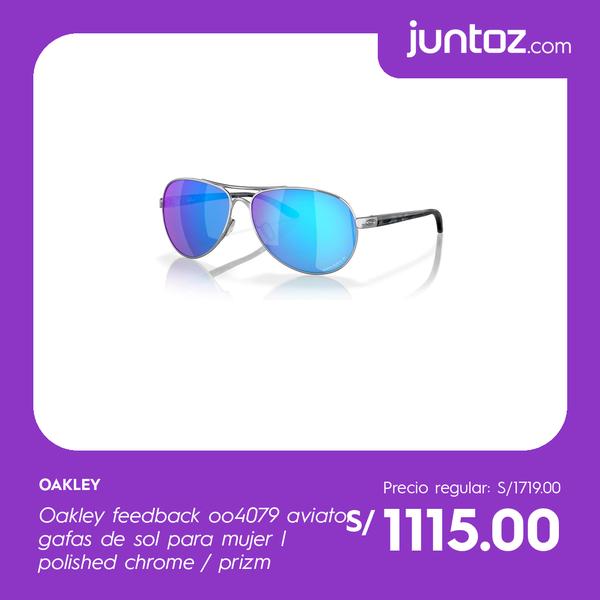 juntoz.com
OAKLEY
Oakley feedback oo4079 aviator
gafas de sol para mujer |
polished chrome / prizm
Precio regular: S/1719.00
S/ 1115.00